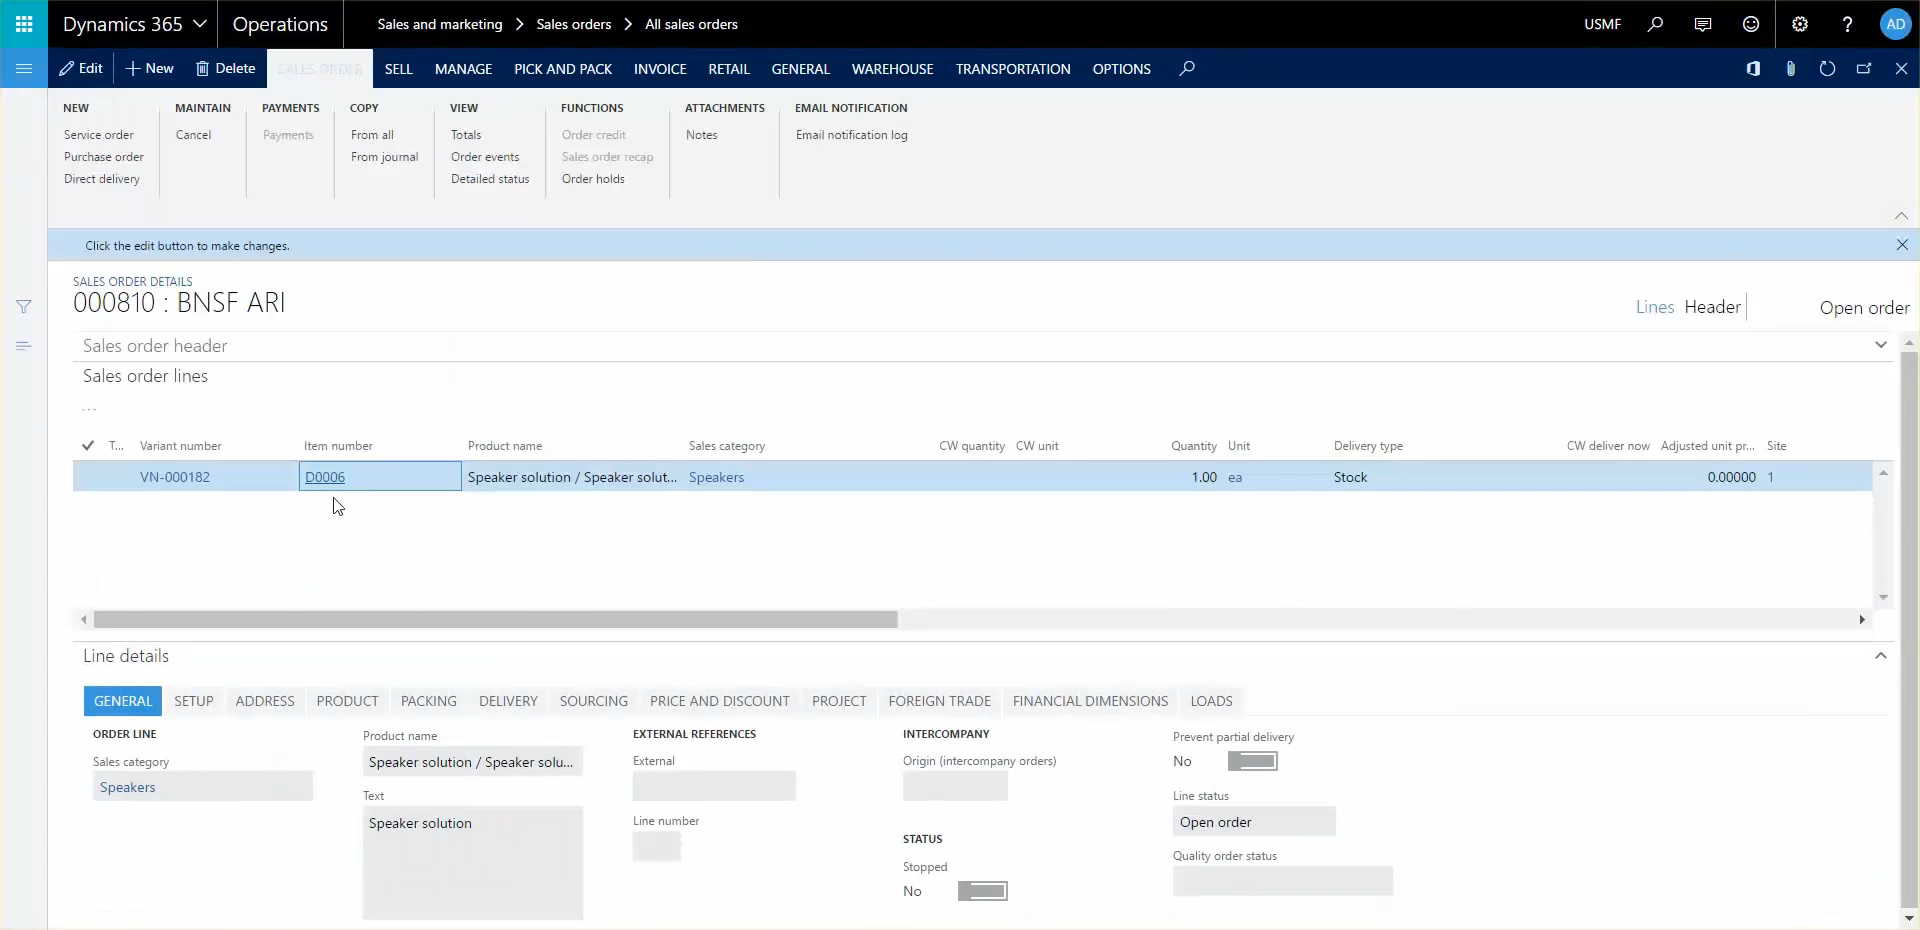 Dynamics 365 Operations Sales and marketing > Sales orders > All sales orders USMF ? AD
Edit New Delete SALES ORDER SELL MANAGE PICK AND PACK INVOICE RETAIL GENERAL WAREHOUSE TRANSPORTATION OPTIONS
NEW MAINTAIN PAYMENTS COPY VIEW FUNCTIONS ATTACHMENTS EMAIL NOTIFICATION
Service order Cancel Payments From all Totals Order credit Notes Email notification log
Purchase order From journal Order events Sales order recap
Direct delivery Detailed status Order holds
Click the edit button to make changes.
SALES ORDER DETAILS
000810 : BNSF ARI Lines Header Open order
Sales order header
Sales order lines
...
T... Variant number Item number Product name Sales category CW quantity CW unit Quantity Unit Delivery type CW deliver now Adjusted unit pr... Site
VN-000182 D0006 Speaker solution / Speaker solut... Speakers 1.00 ea Stock 0.00000 1
Line details
GENERAL SETUP ADDRESS PRODUCT PACKING DELIVERY SOURCING PRICE AND DISCOUNT PROJECT FOREIGN TRADE FINANCIAL DIMENSIONS LOADS
ORDER LINE Product name EXTERNAL REFERENCES INTERCOMPANY Prevent partial delivery
Sales category Speaker solution / Speaker solu... External Origin (intercompany orders) No
Speakers Text Line status
Speaker solution Line number Open order
STATUS
Stopped Quality order status
No